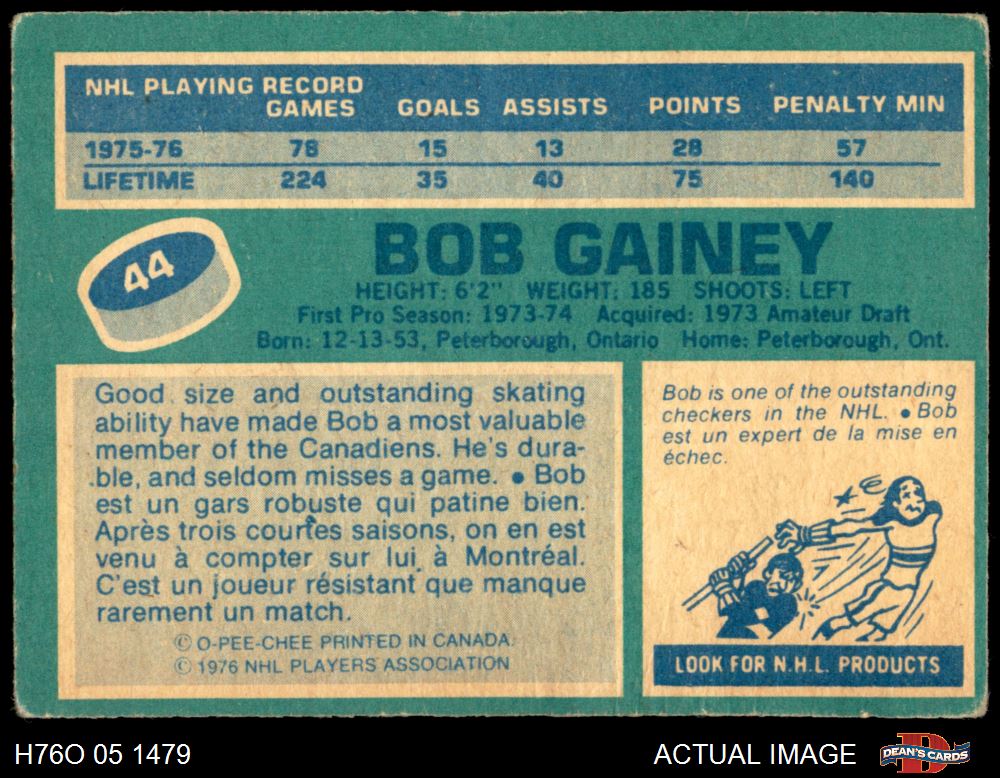 NHL PLAYING RECORD
GAMES GOALS ASSISTS POINTS PENALTY MIN
1975-76 78 15 13 28 57
LIFETIME 224 35 40 75 140
44
BOB GAINEY
HEIGHT: 6'2" WEIGHT: 185 SHOOTS: LEFT
First Pro Season: 1973-74 Acquired: 1973 Amateur Draft
Born: 12-13-53, Peterborough, Ontario Home: Peterborough, Ont.
Good size and outstanding skating
ability have made Bob a most valuable
member of the Canadiens. He's dura-
ble, and seldom misses a game. • Bob
est un gars robuste qui patine bien.
Après trois courtes saisons, on en est
venu à compter sur lui à Montréal.
C'est un joueur résistant que manque
rarement un match.
© O-PEE-CHEE PRINTED IN CANADA
© 1976 NHL PLAYERS ASSOCIATION
Bob is one of the outstanding
checkers in the NHL. • Bob
est un expert de la mise en
échec.
LOOK FOR N.H.L. PRODUCTS
H76O 05 1479
ACTUAL IMAGE
D
DEAN'S CARDS